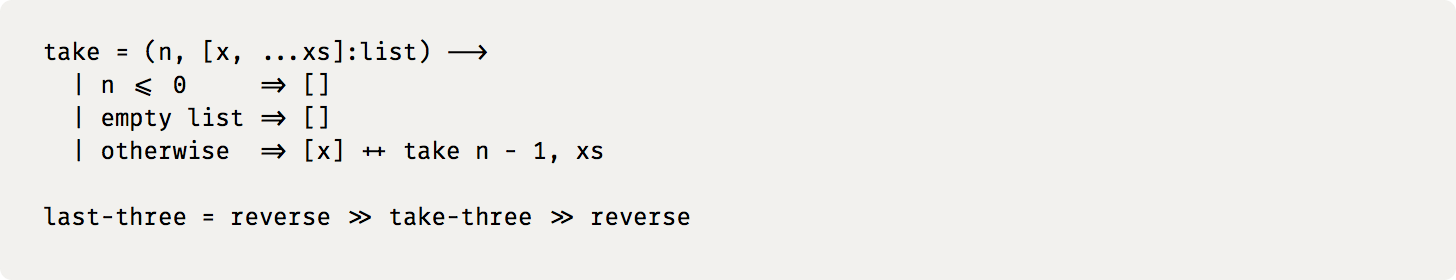 take = (n, [x, ...xs]:list) -->
  | n <= 0     => []
  | empty list => []
  | otherwise  => [x] ++ take n - 1, xs

last-three = reverse >> take-three >> reverse